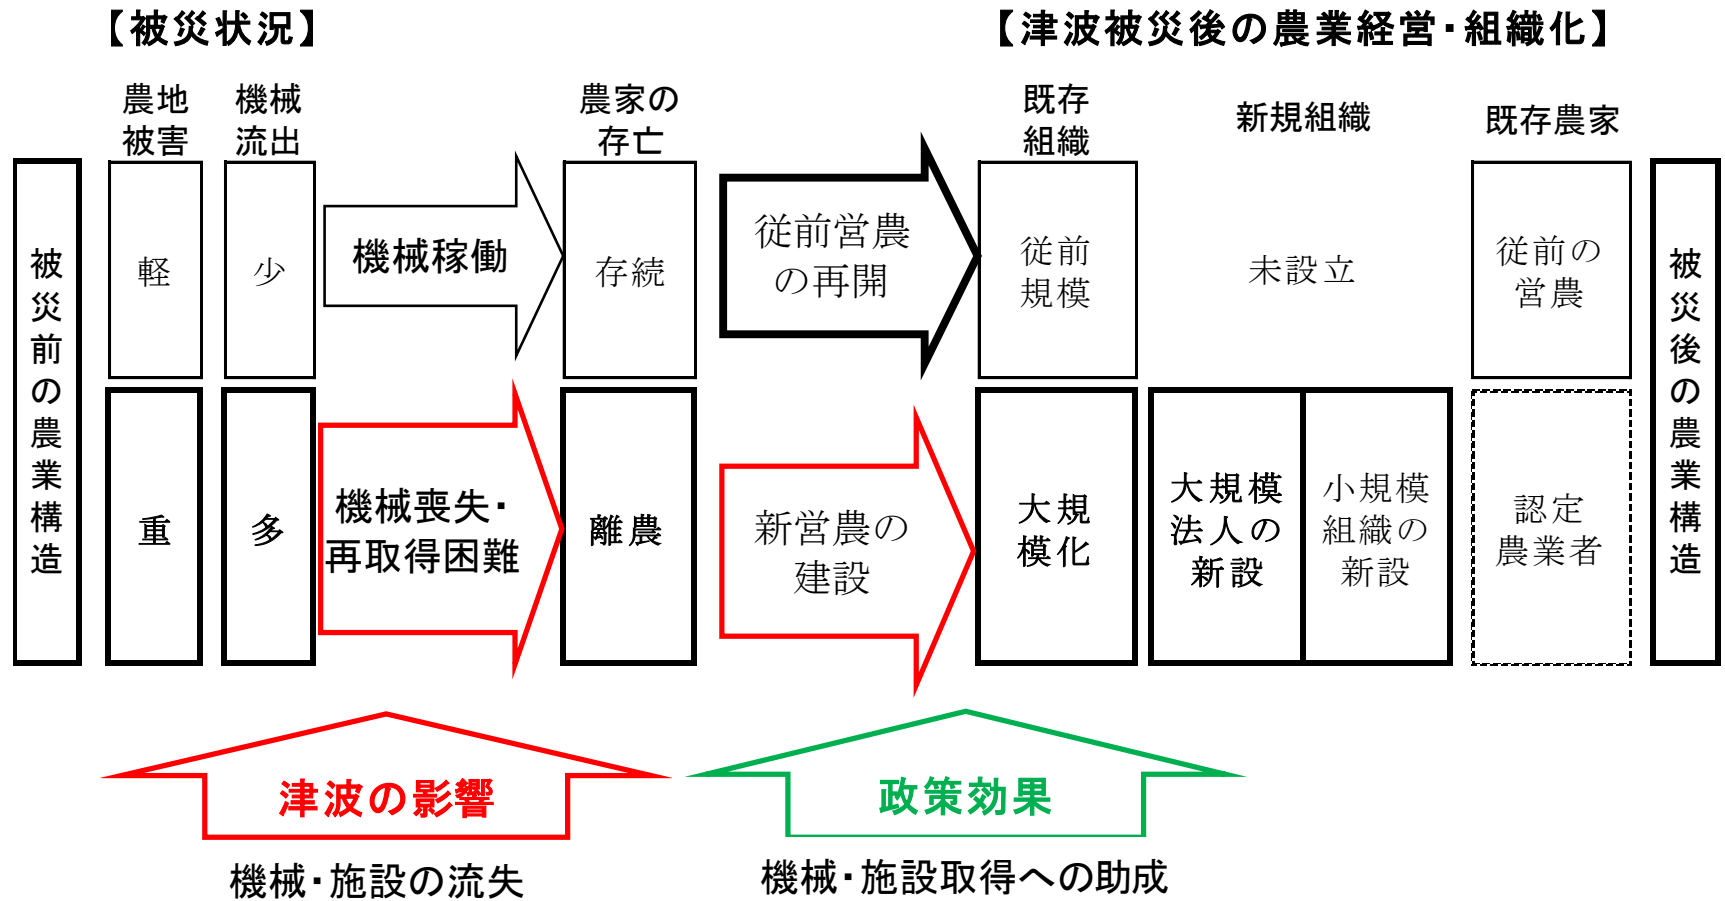 【被災状況】
【津波被災後の農業経営・組織化】
農地
被害
機械
流出
農家の
存亡
既存
組織
新規組織
既存農家
被災前の農業構造
軽
少
機械稼働
存続
従前営農
の再開
従前
規模
未設立
従前の
営農
被災後の農業構造
重
多
機械喪失・
再取得困難
離農
新営農の
建設
大規
模化
大規模
法人の
新設
小規模
組織の
新設
認定
農業者
津波の影響
政策効果
機械・施設の流失
機械・施設取得への助成